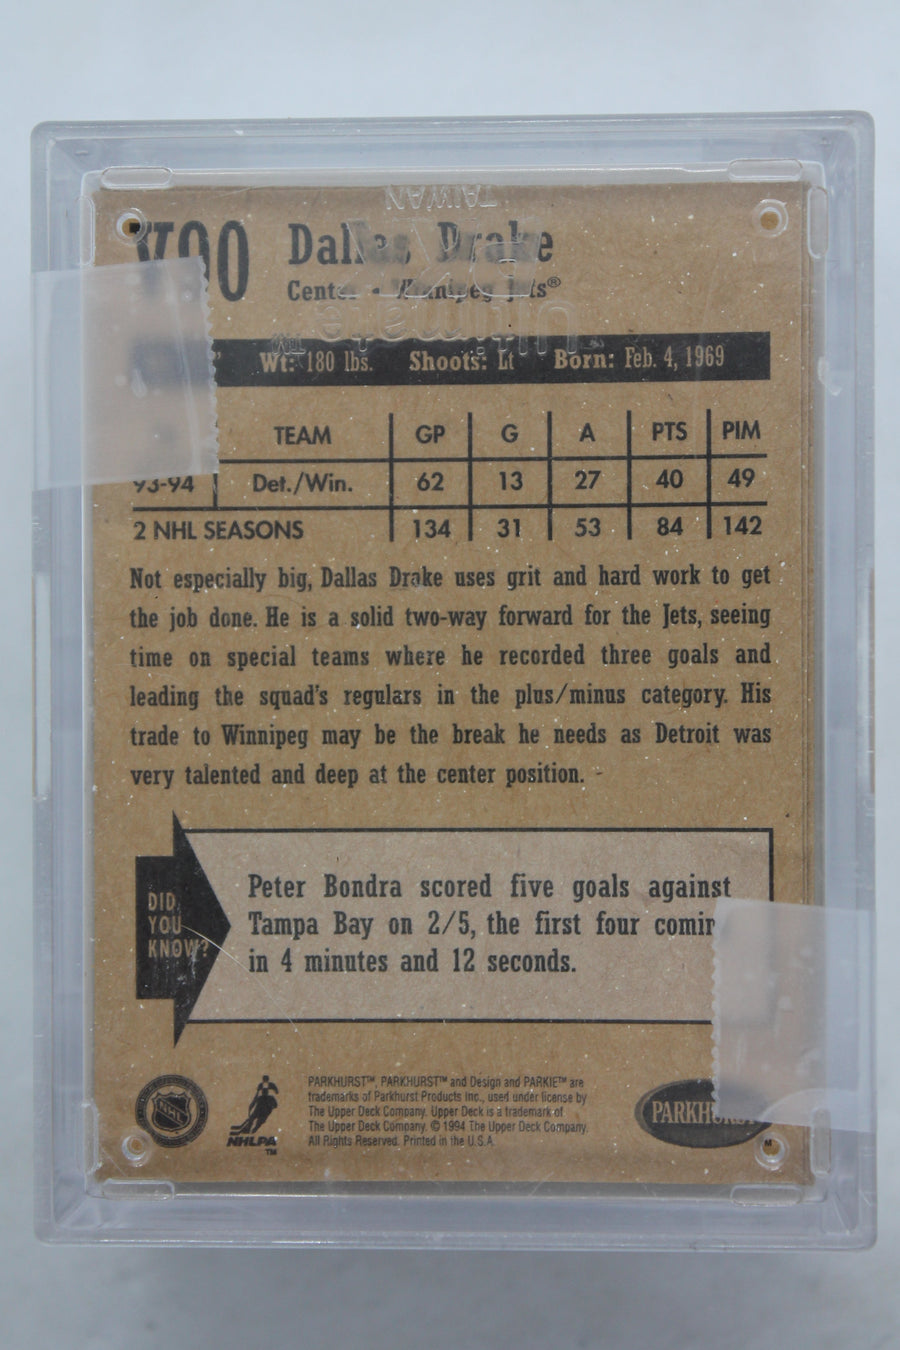 TAIWAN
V90
Dallas Drake
Center • Winnipeg Jets®
ultimate
TM
Wt: 180 lbs. Shoots: Lt Born: Feb. 4, 1969
TEAM GP G A PTS PIM
93-94 Det./Win. 62 13 27 40 49
2 NHL SEASONS 134 31 53 84 142
Not especially big, Dallas Drake uses grit and hard work to get
the job done. He is a solid two-way forward for the Jets, seeing
time on special teams where he recorded three goals and
leading the squad's regulars in the plus/minus category. His
trade to Winnipeg may be the break he needs as Detroit was
very talented and deep at the center position.
DID
YOU
KNOW?
Peter Bondra scored five goals against
Tampa Bay on 2/5, the first four comin
in 4 minutes and 12 seconds.
NHL
NHLPA
TM
PARKHURST™, PARKHURST™ and Design and PARKIE™ are
trademarks of Parkhurst Products Inc., used under license by
The Upper Deck Company. Upper Deck is a trademark of
The Upper Deck Company. © 1994 The Upper Deck Company.
All Rights Reserved. Printed in the U.S.A.
PARKHURST
M